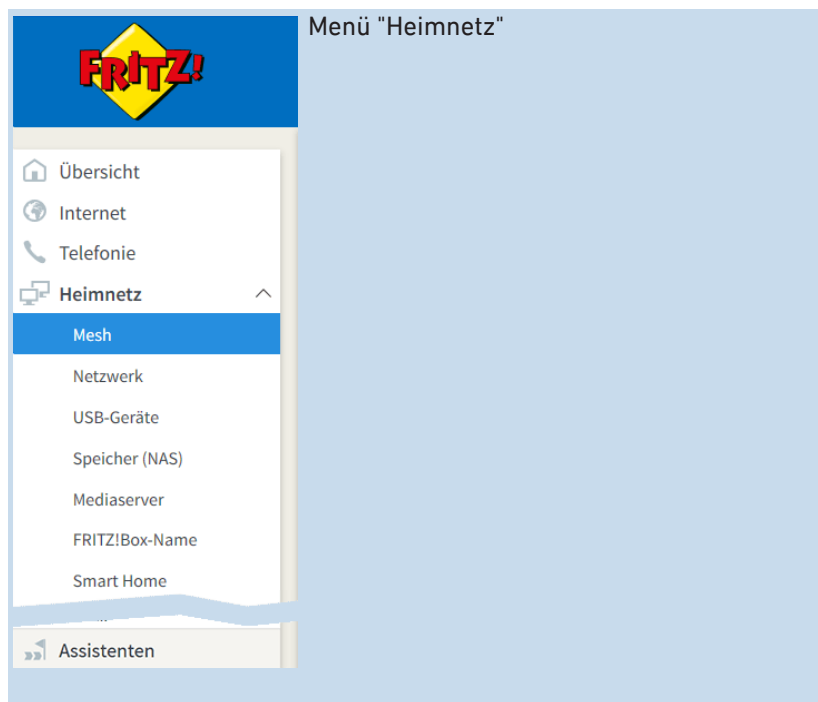 Menü "Heimnetz"
FRITZ!
Übersicht
Internet
Telefonie
Heimnetz
Mesh
Netzwerk
USB-Geräte
Speicher (NAS)
Mediaserver
FRITZ!Box-Name
Smart Home
Assistenten